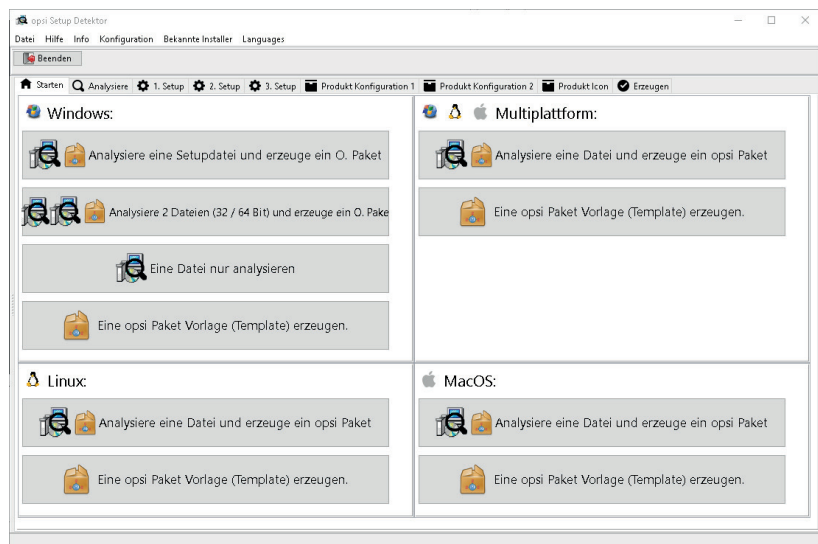 opsi Setup Detektor
Datei Hilfe Info Konfiguration Bekannte Installer Languages
Beenden
Starten Analysiere 1. Setup 2. Setup 3. Setup Produkt Konfiguration 1 Produkt Konfiguration 2 Produkt Icon Erzeugen
Windows:
Analysiere eine Setupdatei und erzeuge ein O. Paket
Analysiere 2 Dateien (32 / 64 Bit) und erzeuge ein O. Pake
Eine Datei nur analysieren
Eine opsi Paket Vorlage (Template) erzeugen.
Multiplattform:
Analysiere eine Datei und erzeuge ein opsi Paket
Eine opsi Paket Vorlage (Template) erzeugen.
Linux:
Analysiere eine Datei und erzeuge ein opsi Paket
Eine opsi Paket Vorlage (Template) erzeugen.
MacOS:
Analysiere eine Datei und erzeuge ein opsi Paket
Eine opsi Paket Vorlage (Template) erzeugen.